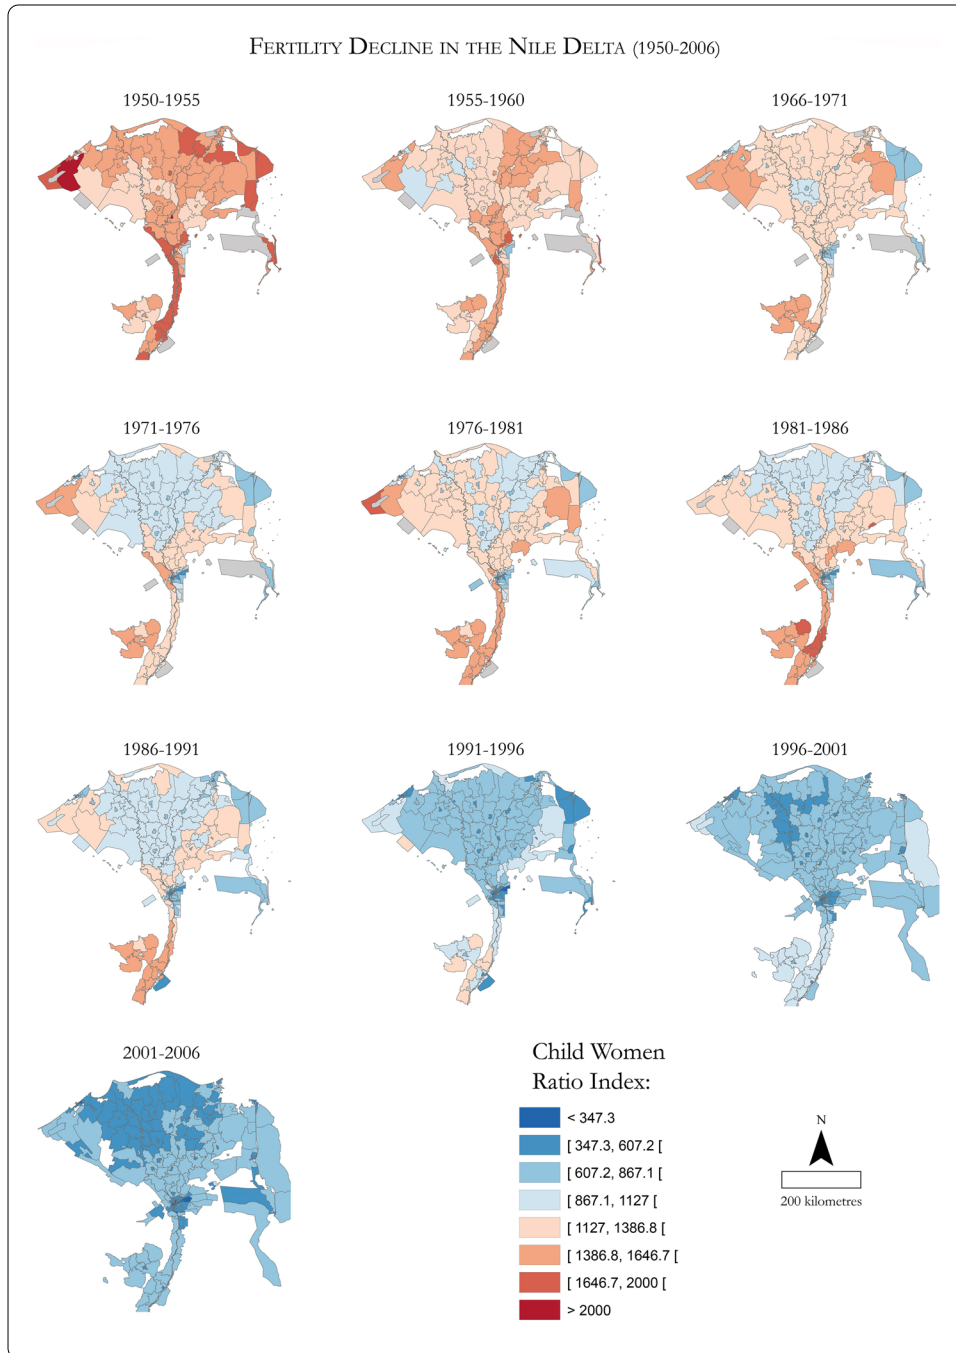 Fertility Decline in the Nile Delta (1950-2006)
1950-1955
1955-1960
1966-1971
1971-1976
1976-1981
1981-1986
1986-1991
1991-1996
1996-2001
2001-2006
Child Women
Ratio Index:
< 347.3
[ 347.3, 607.2 [
[ 607.2, 867.1 [
[ 867.1, 1127 [
[ 1127, 1386.8 [
[ 1386.8, 1646.7 [
[ 1646.7, 2000 [
> 2000
N
200 kilometres